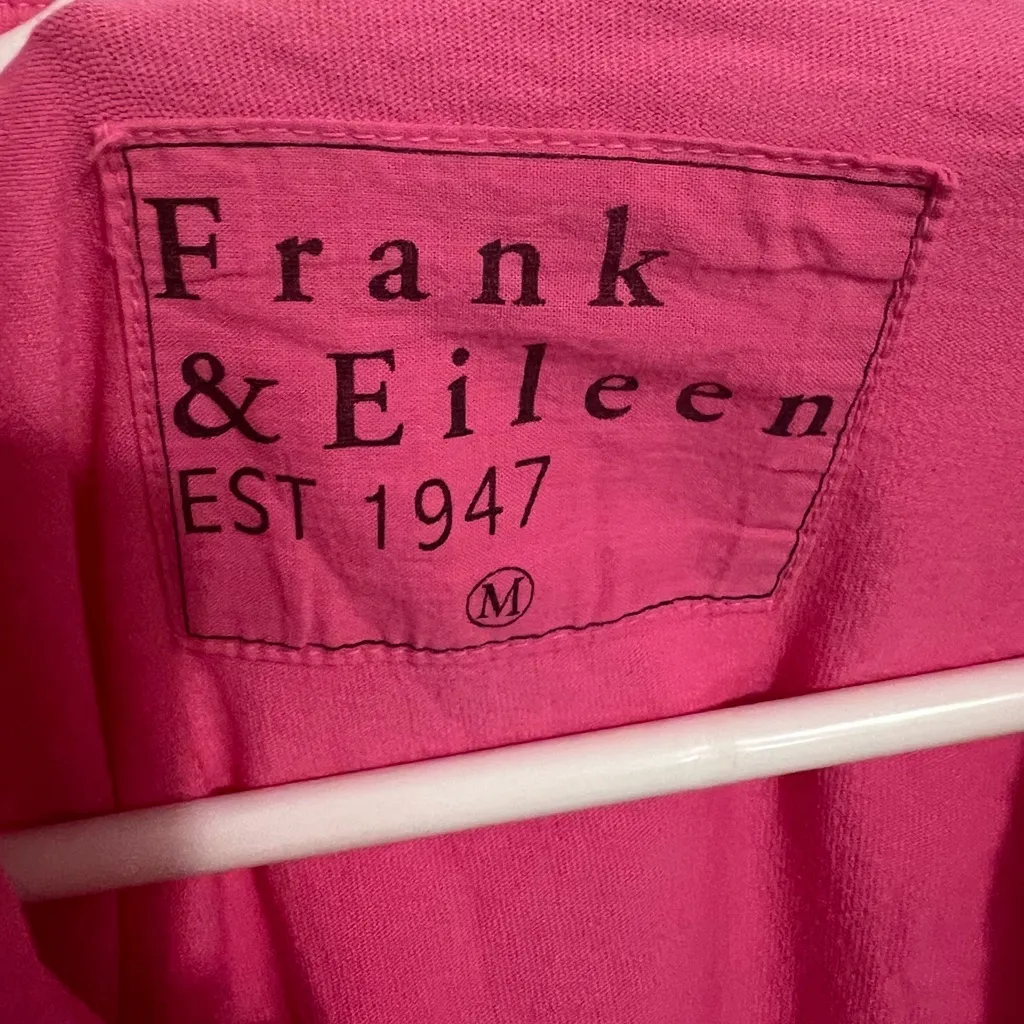 Frank
& Eileen
EST 1947
M